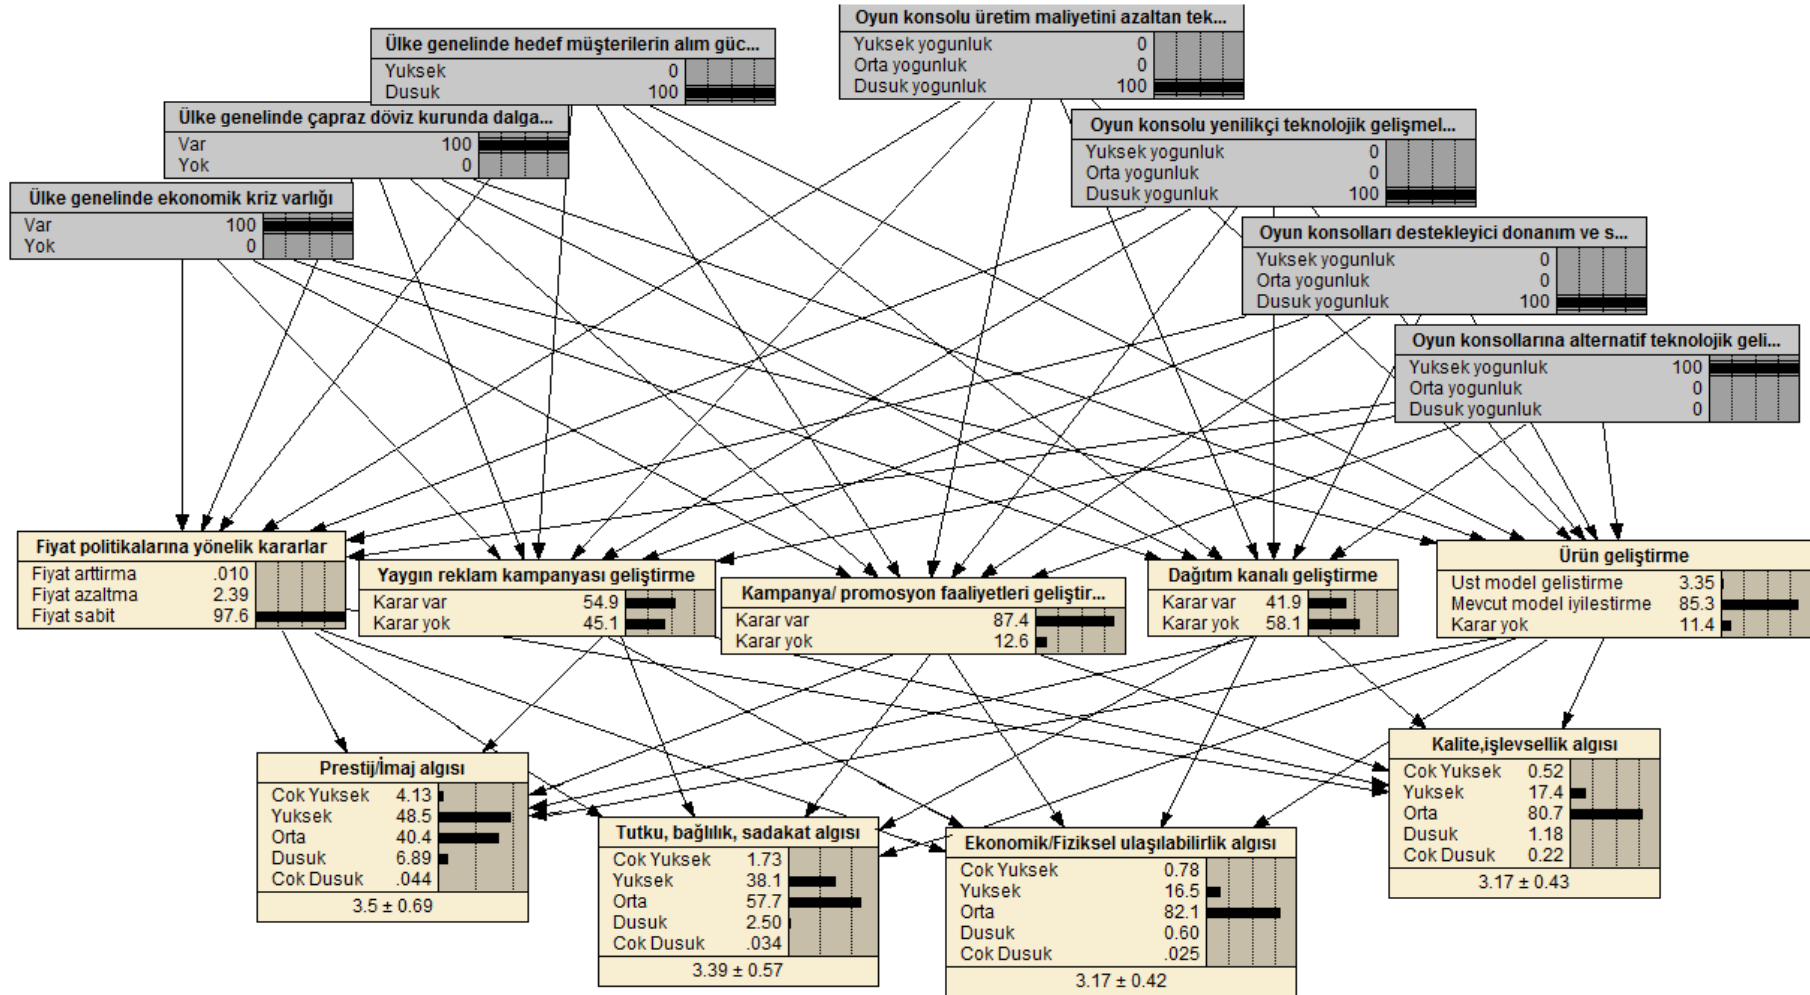 Oyun konsolu üretim maliyetini azaltan tek...
Yuksek yogunluk 0
Orta yogunluk 0
Dusuk yogunluk 100
Ülke genelinde hedef müşterilerin alım güc...
Yuksek 0
Dusuk 100
Ülke genelinde çapraz döviz kurunda dalga...
Var 100
Yok 0
Oyun konsolu yenilikçi teknolojik gelişmel...
Yuksek yogunluk 0
Orta yogunluk 0
Dusuk yogunluk 100
Ülke genelinde ekonomik kriz varlığı
Var 100
Yok 0
Oyun konsolları destekleyici donanım ve s...
Yuksek yogunluk 0
Orta yogunluk 0
Dusuk yogunluk 100
Oyun konsollarına alternatif teknolojik geli...
Yuksek yogunluk 100
Orta yogunluk 0
Dusuk yogunluk 0
Fiyat politikalarına yönelik kararlar
Fiyat arttirma .010
Fiyat azaltma 2.39
Fiyat sabit 97.6
Yaygın reklam kampanyası geliştirme
Karar var 54.9
Karar yok 45.1
Kampanya/ promosyon faaliyetleri geliştir...
Karar var 87.4
Karar yok 12.6
Dağıtım kanalı geliştirme
Karar var 41.9
Karar yok 58.1
Ürün geliştirme
Ust model gelistirme 3.35
Mevcut model iyilestirme 85.3
Karar yok 11.4
Prestij/İmaj algısı
Cok Yuksek 4.13
Yuksek 48.5
Orta 40.4
Dusuk 6.89
Cok Dusuk .044
3.5 ± 0.69
Tutku, bağlılık, sadakat algısı
Cok Yuksek 1.73
Yuksek 38.1
Orta 57.7
Dusuk 2.50
Cok Dusuk .034
3.39 ± 0.57
Ekonomik/Fiziksel ulaşılabilirlik algısı
Cok Yuksek 0.78
Yuksek 16.5
Orta 82.1
Dusuk 0.60
Cok Dusuk .025
3.17 ± 0.42
Kalite,işlevsellik algısı
Cok Yuksek 0.52
Yuksek 17.4
Orta 80.7
Dusuk 1.18
Cok Dusuk 0.22
3.17 ± 0.43